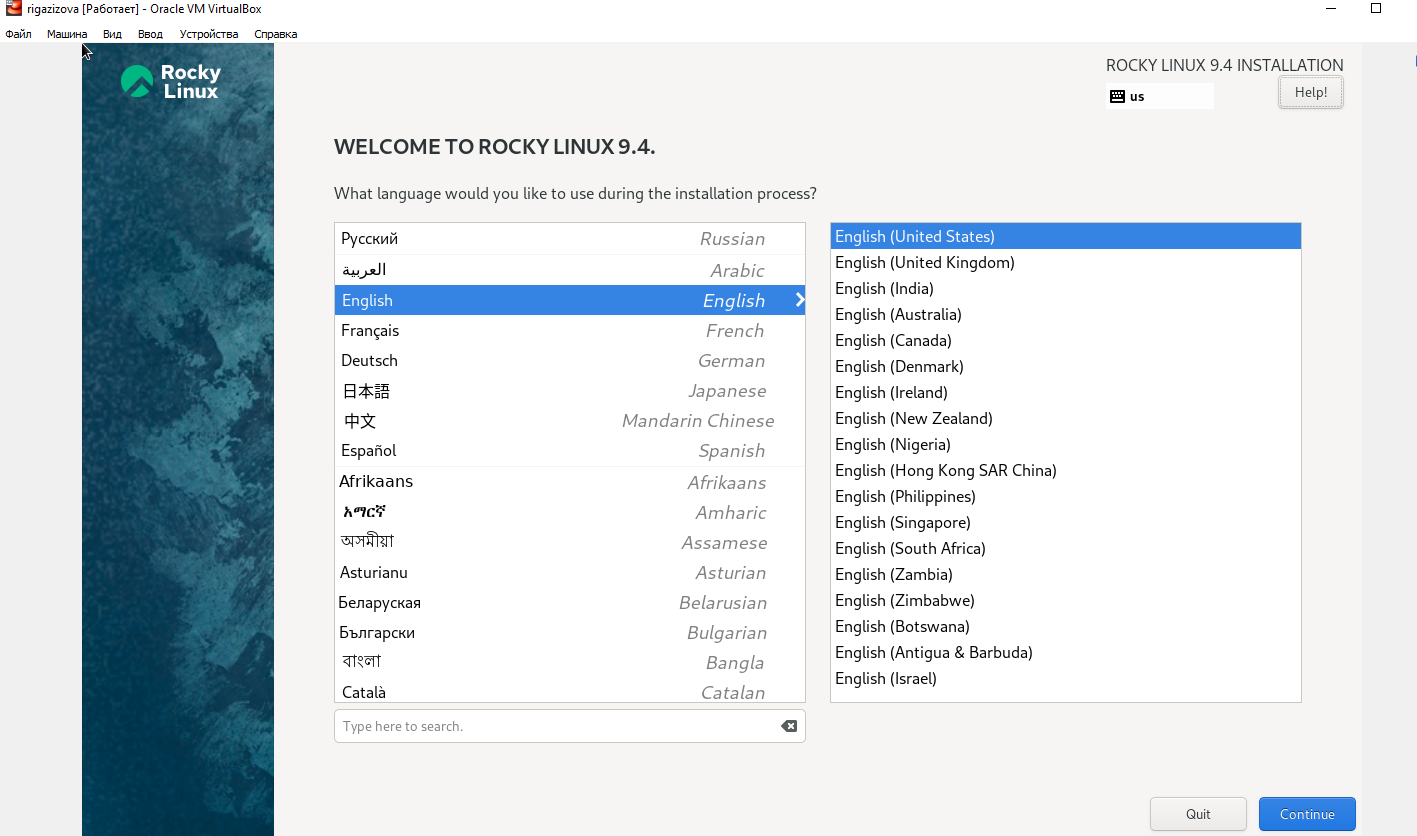 rigazizova [Работает] - Oracle VM VirtualBox
Файл Машина Вид Ввод Устройства Справка
Rocky
Linux
ROCKY LINUX 9.4 INSTALLATION
us
Help!
WELCOME TO ROCKY LINUX 9.4.
What language would you like to use during the installation process?
Русский Russian
العربية Arabic
English English
Français French
Deutsch German
日本語 Japanese
中文 Mandarin Chinese
Español Spanish
Afrikaans Afrikaans
አማርኛ Amharic
অসমীয়া Assamese
Asturianu Asturian
Беларуская Belarusian
Български Bulgarian
বাংলা Bangla
Català Catalan
Type here to search.
English (United States)
English (United Kingdom)
English (India)
English (Australia)
English (Canada)
English (Denmark)
English (Ireland)
English (New Zealand)
English (Nigeria)
English (Hong Kong SAR China)
English (Philippines)
English (Singapore)
English (South Africa)
English (Zambia)
English (Zimbabwe)
English (Botswana)
English (Antigua & Barbuda)
English (Israel)
Quit
Continue